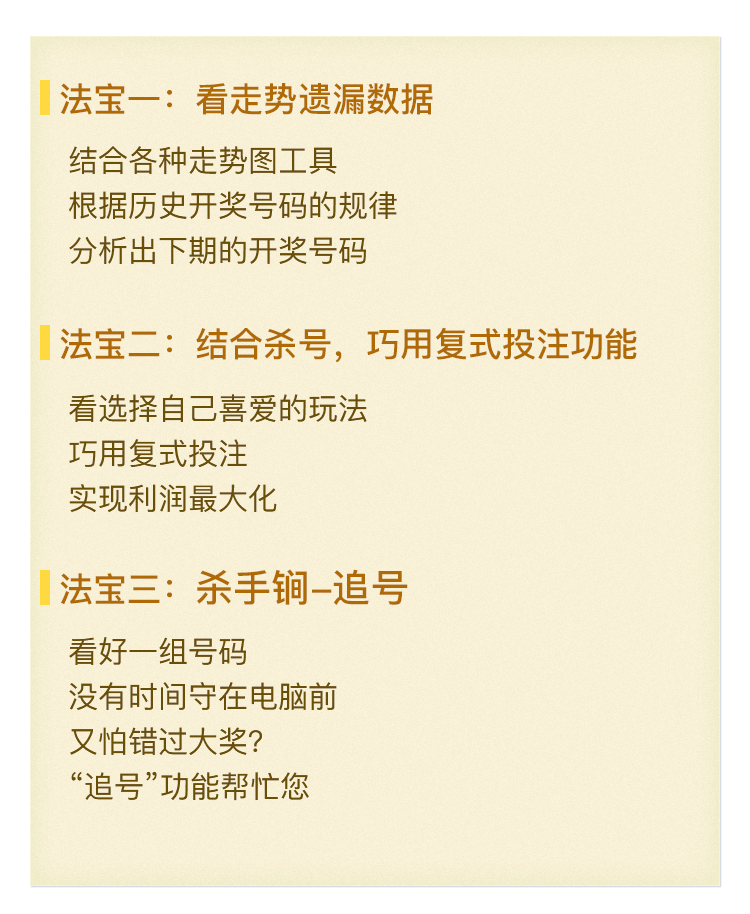 法宝一：看走势遗漏数据
结合各种走势图工具
根据历史开奖号码的规律
分析出下期的开奖号码
法宝二：结合杀号，巧用复式投注功能
看选择自己喜爱的玩法
巧用复式投注
实现利润最大化
法宝三：杀手锏-追号
看好一组号码
没有时间守在电脑前
又怕错过大奖？
“追号”功能帮忙您